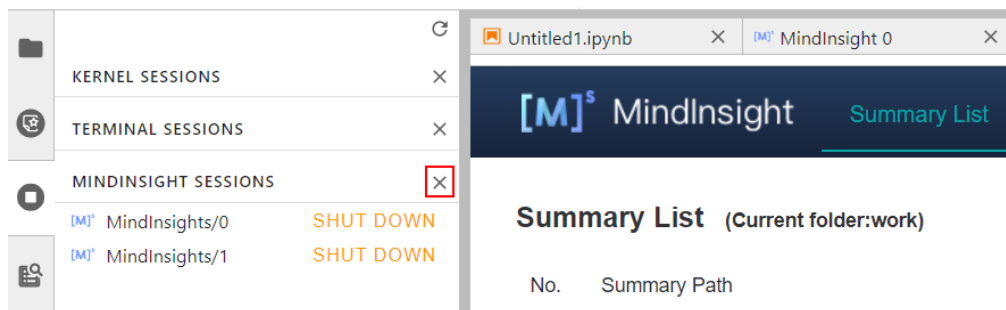 Untitled1.ipynb
[M]s MindInsight 0
KERNEL SESSIONS
TERMINAL SESSIONS
MINDINSIGHT SESSIONS
[M]s MindInsights/0 SHUT DOWN
[M]s MindInsights/1 SHUT DOWN
[M]s MindInsight Summary List
Summary List (Current folder:work)
No. Summary Path